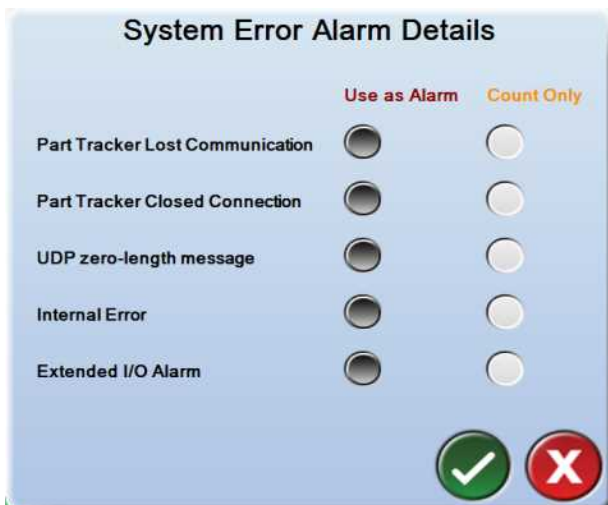 System Error Alarm Details
Use as Alarm Count Only
Part Tracker Lost Communication
Part Tracker Closed Connection
UDP zero-length message
Internal Error
Extended I/O Alarm